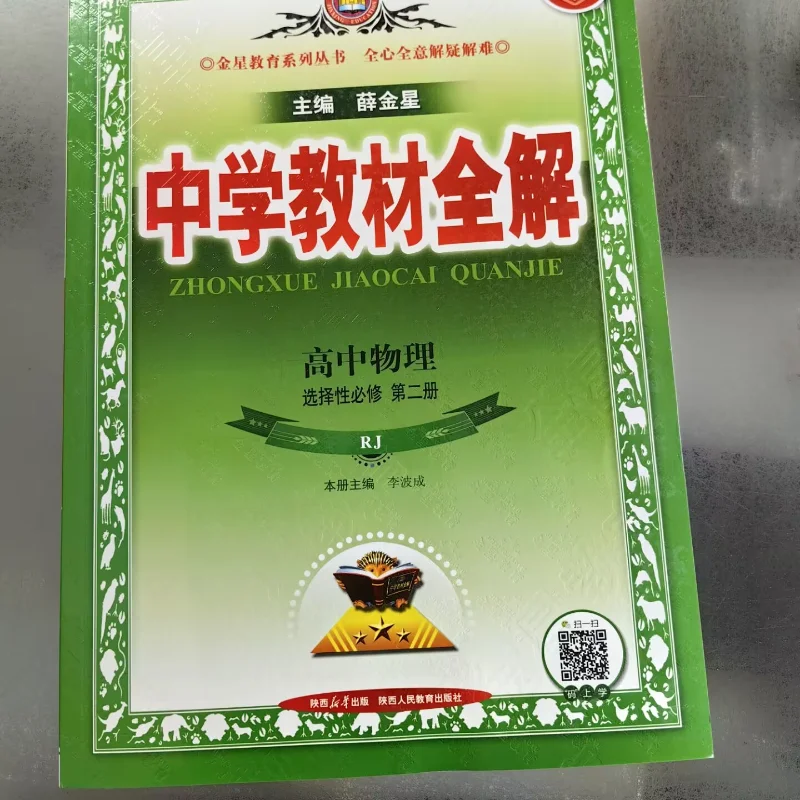 ◎金星教育系列丛书 全心全意解疑解难◎
主编 薛金星
中学教材全解
ZHONGXUE JIAOCAI QUANJIE
高中物理
选择性必修 第二册
RJ
本册主编 李波成
扫一扫
码上学
陕西新华出版 陕西人民教育出版社